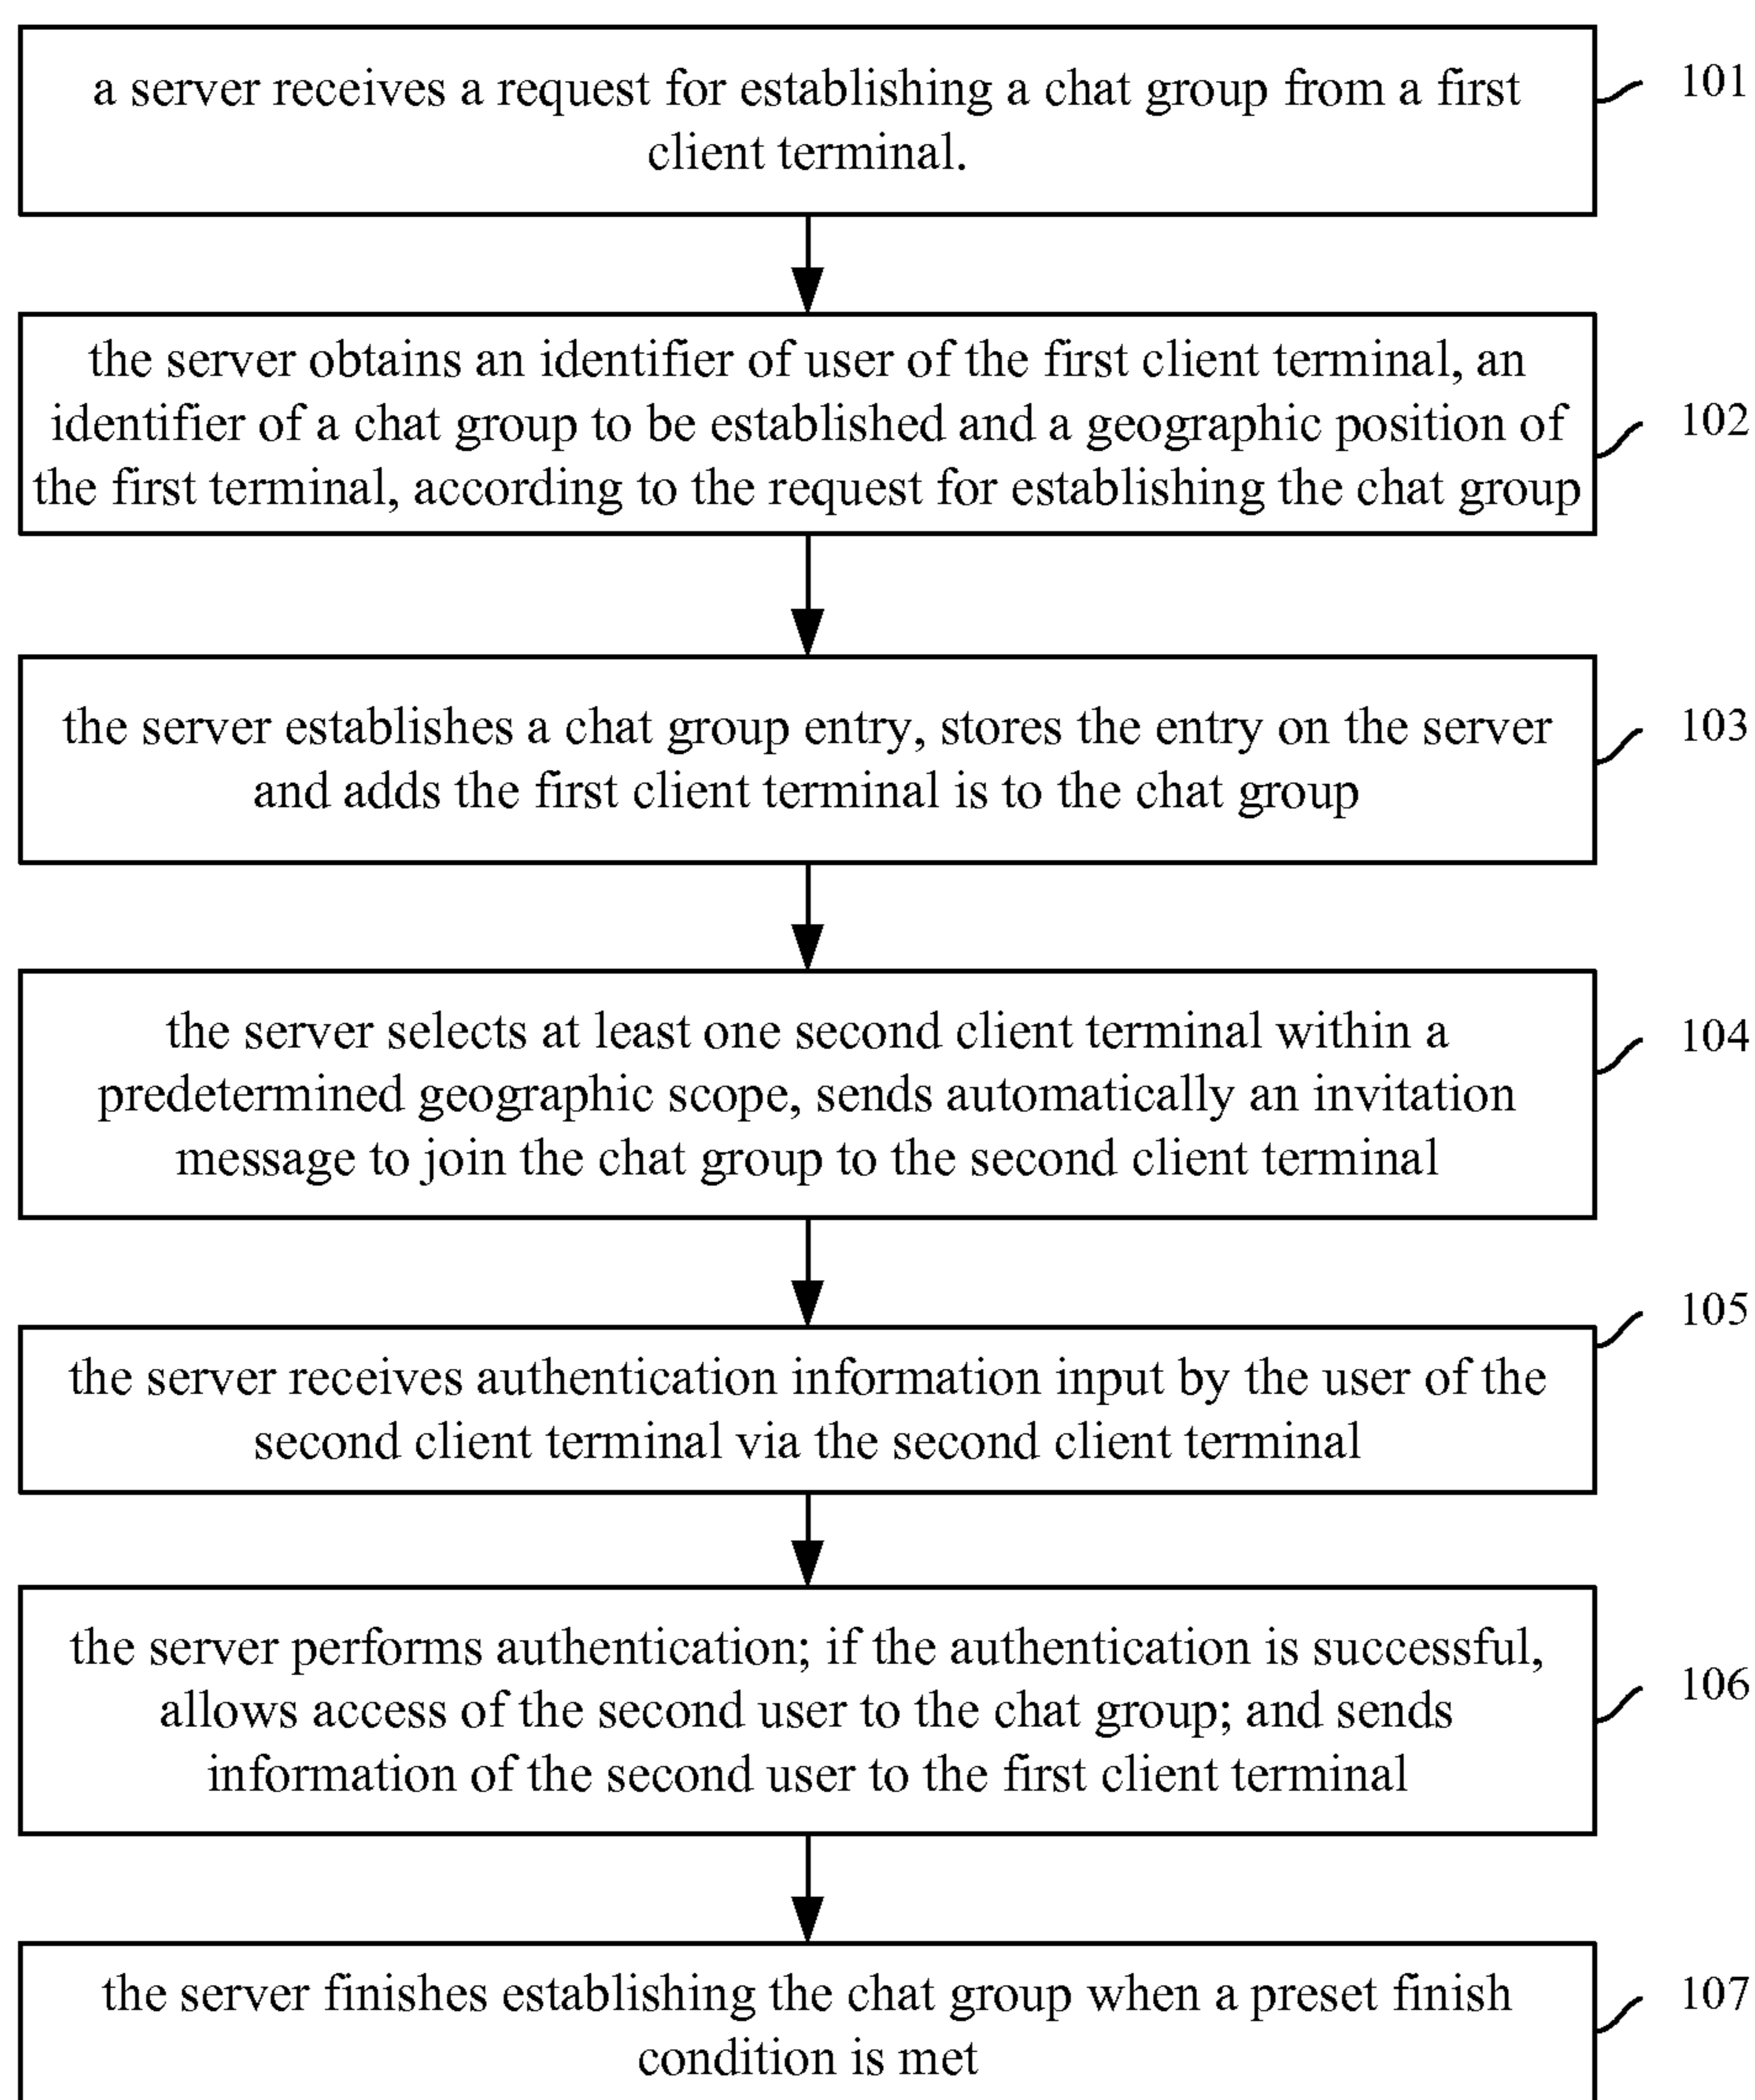 a server receives a request for establishing a chat group from a first
client terminal.
101
the server obtains an identifier of user of the first client terminal, an
identifier of a chat group to be established and a geographic position of
the first terminal, according to the request for establishing the chat group
102
the server establishes a chat group entry, stores the entry on the server
and adds the first client terminal is to the chat group
103
the server selects at least one second client terminal within a
predetermined geographic scope, sends automatically an invitation
message to join the chat group to the second client terminal
104
the server receives authentication information input by the user of the
second client terminal via the second client terminal
105
the server performs authentication; if the authentication is successful,
allows access of the second user to the chat group; and sends
information of the second user to the first client terminal
106
the server finishes establishing the chat group when a preset finish
condition is met
107